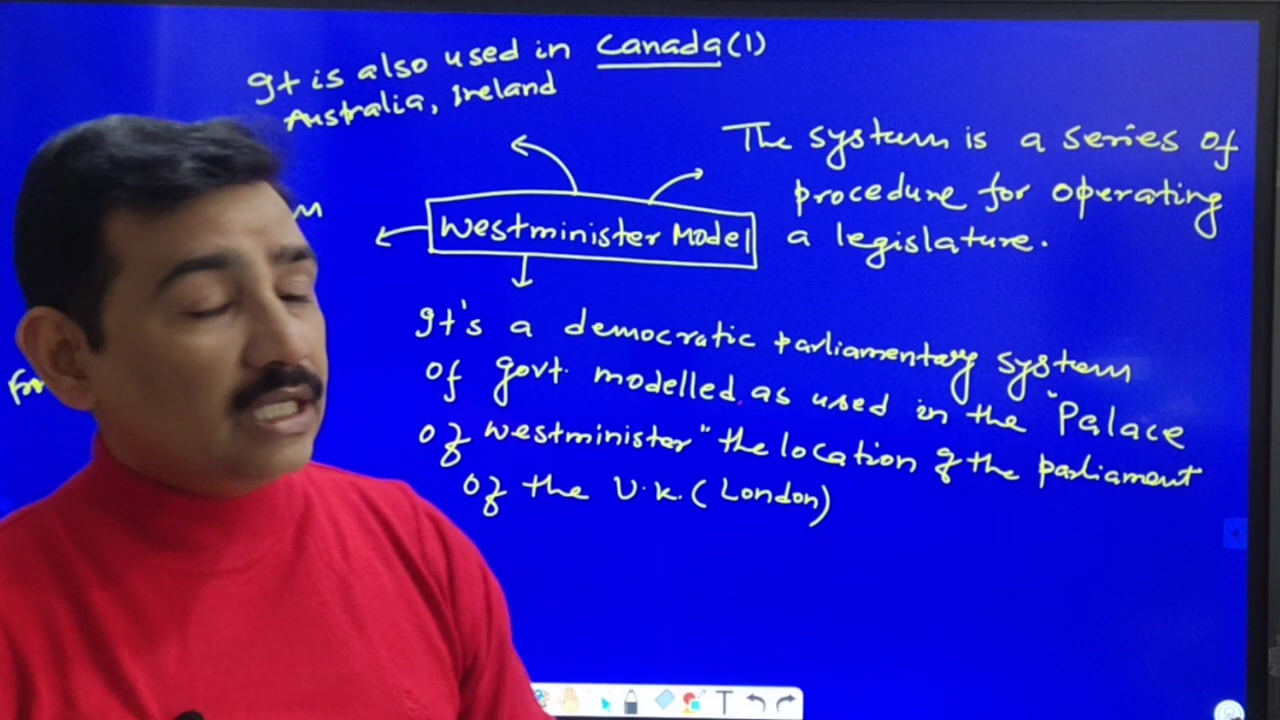 It is also used in Canada (1)
Australia, Ireland
The system is a series of
procedure for operating
a legislature.
Westminister Model
It's a democratic parliamentary system
of govt. modelled as used in the "Palace
of Westminister" the location of the parliament
of the U.K. (London)